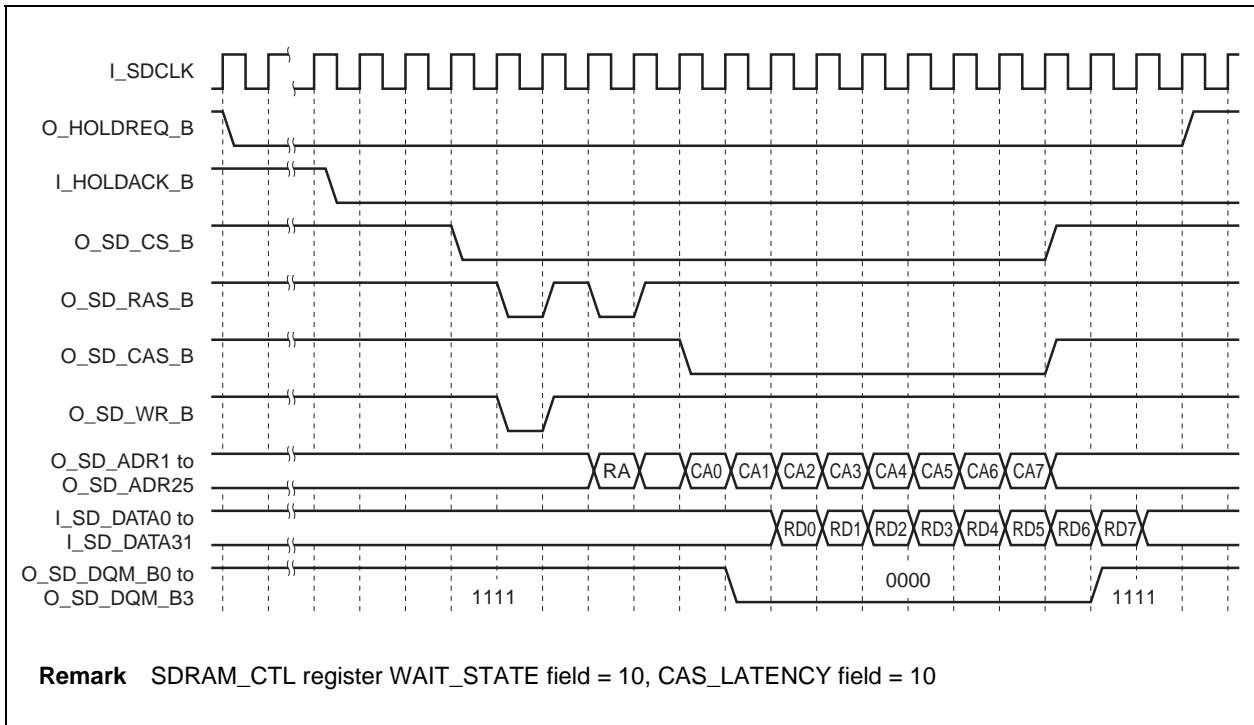 I_SDCLK
O_HOLDREQ_B
I_HOLDACK_B
O_SD_CS_B
O_SD_RAS_B
O_SD_CAS_B
O_SD_WR_B
O_SD_ADR1 to
O_SD_ADR25
RA CA0 CA1 CA2 CA3 CA4 CA5 CA6 CA7
I_SD_DATA0 to
I_SD_DATA31
RD0 RD1 RD2 RD3 RD4 RD5 RD6 RD7
O_SD_DQM_B0 to
O_SD_DQM_B3
1111 0000 1111
Remark SDRAM_CTL register WAIT_STATE field = 10, CAS_LATENCY field = 10